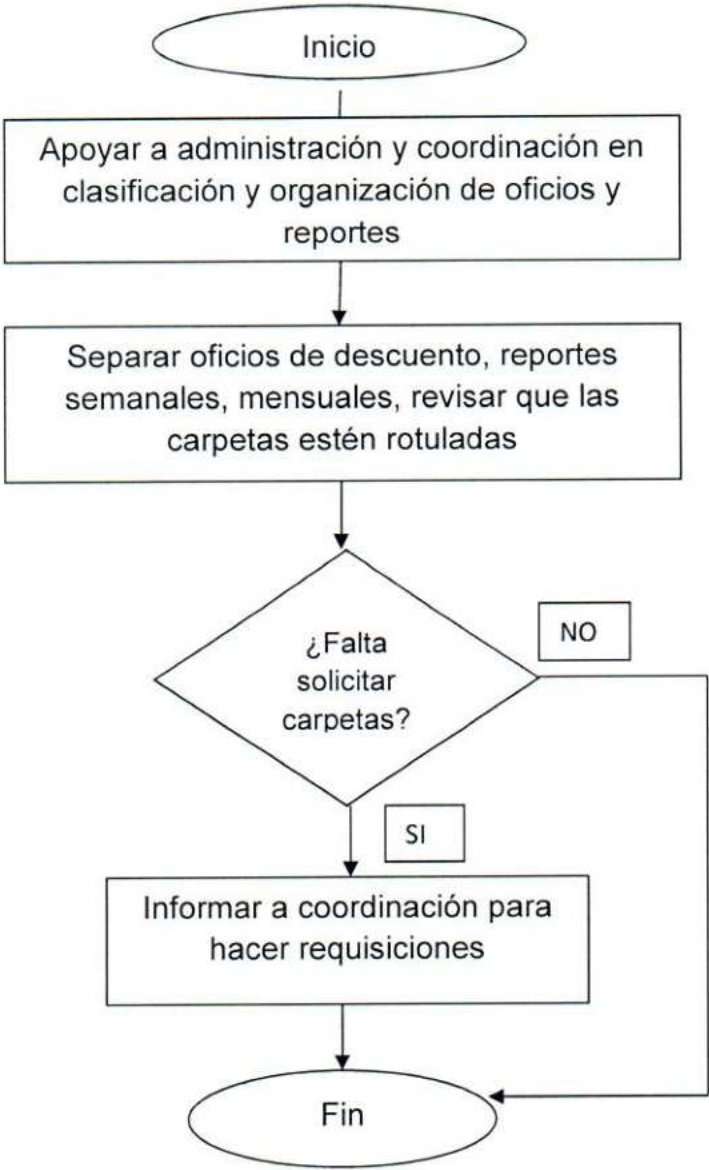 Inicio
Apoyar a administración y coordinación en
clasificación y organización de oficios y
reportes
Separar oficios de descuento, reportes
semanales, mensuales, revisar que las
carpetas estén rotuladas
¿Falta
solicitar
carpetas?
NO
SI
Informar a coordinación para
hacer requisiciones
Fin